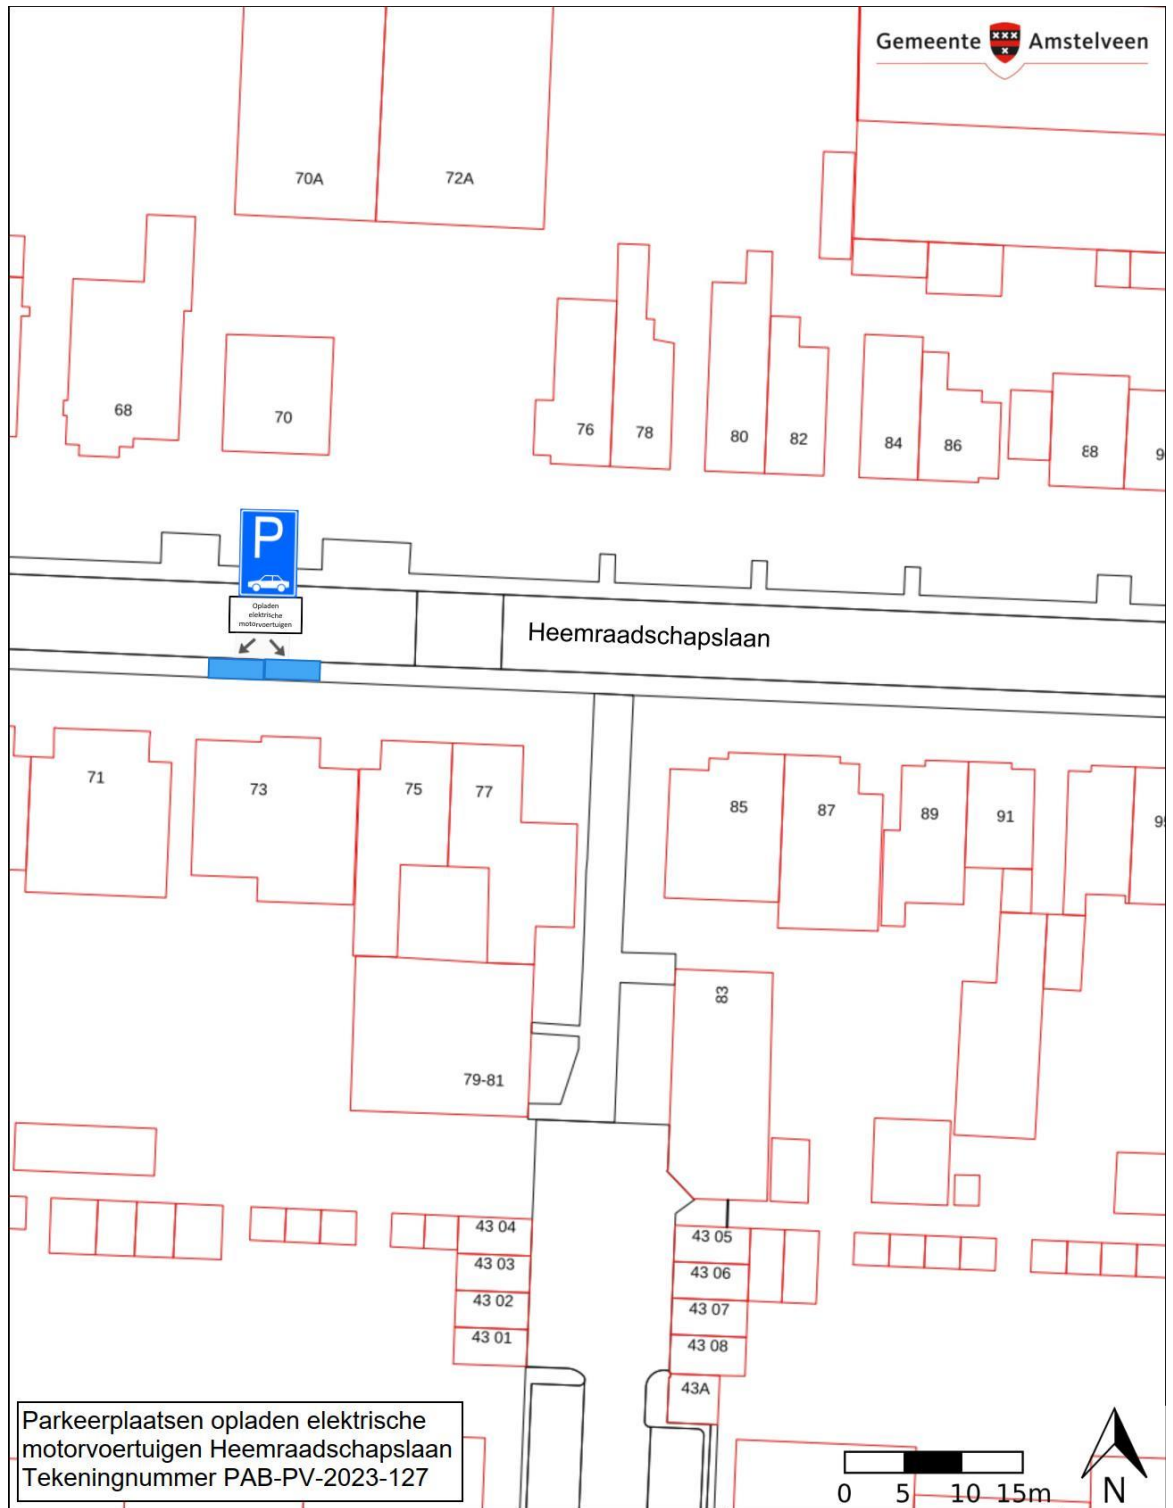 Gemeente Amstelveen
70A
72A
68
70
76
78
80
82
84
86
88
P
Opladen
elektrische
motorvoertuigen
Heemraadschapslaan
71
73
75
77
85
87
89
91
83
79-81
43 04
43 03
43 02
43 01
43 05
43 06
43 07
43 08
43A
Parkeerplaatsen opladen elektrische
motorvoertuigen Heemraadschapslaan
Tekeningnummer PAB-PV-2023-127
0 5 10 15m
N